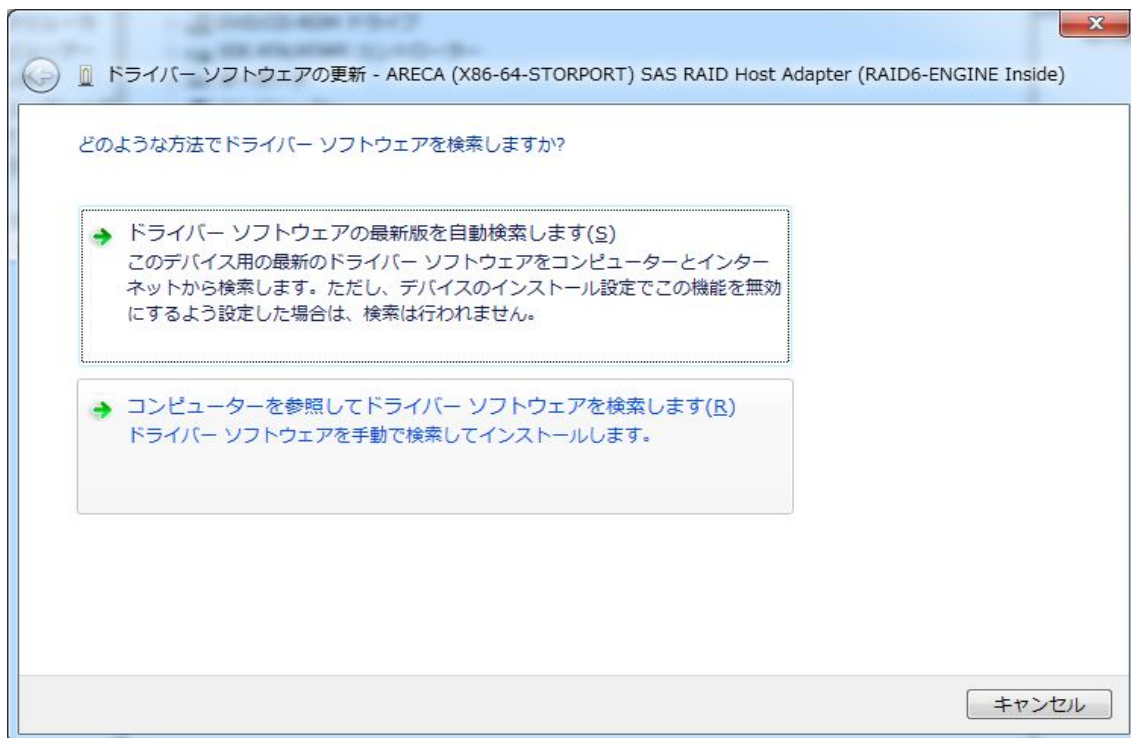 ドライバー ソフトウェアの更新 - ARECA (X86-64-STORPORT) SAS RAID Host Adapter (RAID6-ENGINE Inside)
どのような方法でドライバー ソフトウェアを検索しますか?
ドライバー ソフトウェアの最新版を自動検索します(S)
このデバイス用の最新のドライバー ソフトウェアをコンピューターとインター
ネットから検索します。ただし、デバイスのインストール設定でこの機能を無効
にするよう設定した場合は、検索は行われません。
コンピューターを参照してドライバー ソフトウェアを検索します(R)
ドライバー ソフトウェアを手動で検索してインストールします。
キャンセル